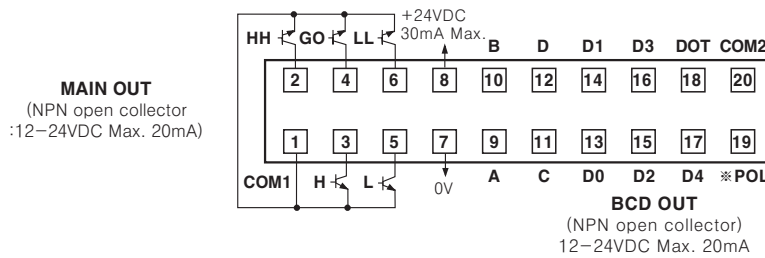 +24VDC
30mA Max.
HH GO LL
B D D1 D3 DOT COM2
MAIN OUT
(NPN open collector
:12-24VDC Max. 20mA)
2 4 6 8 10 12 14 16 18 20
1 3 5 7 9 11 13 15 17 19
COM1 H L 0V A C D0 D2 D4 ※POL
BCD OUT
(NPN open collector)
12-24VDC Max. 20mA